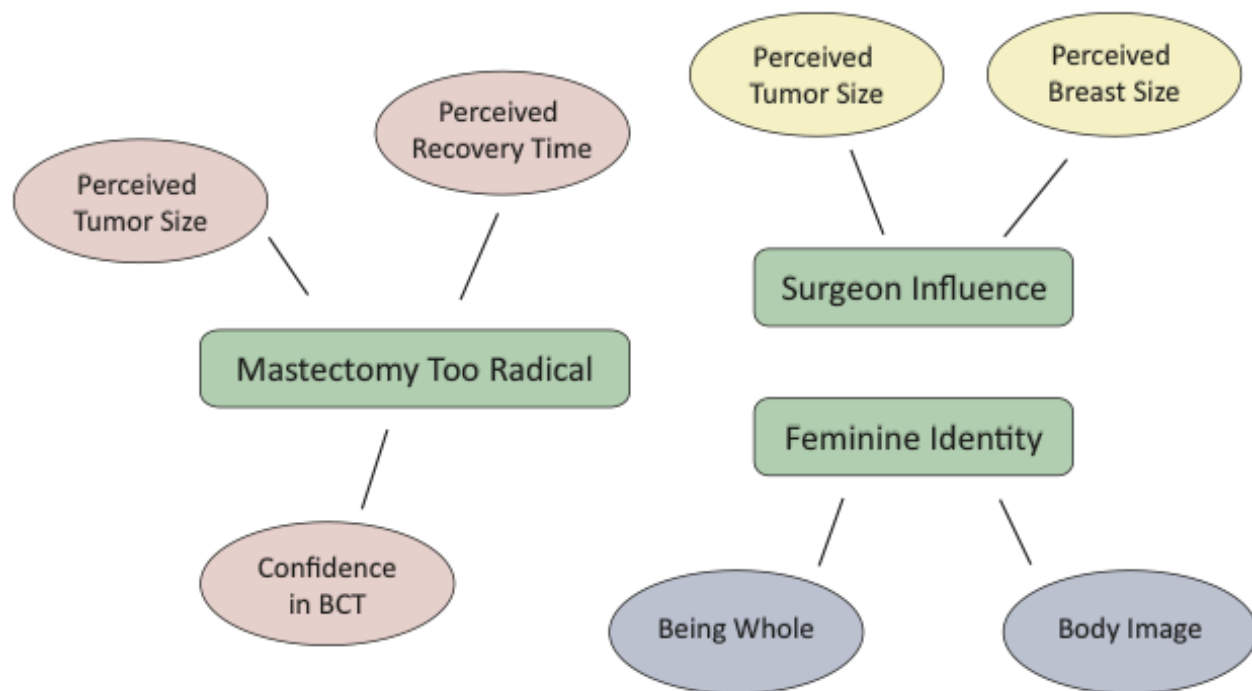 Perceived
Tumor Size
Perceived
Recovery Time
Mastectomy Too Radical
Confidence
in BCT
Perceived
Tumor Size
Perceived
Breast Size
Surgeon Influence
Feminine Identity
Being Whole
Body Image